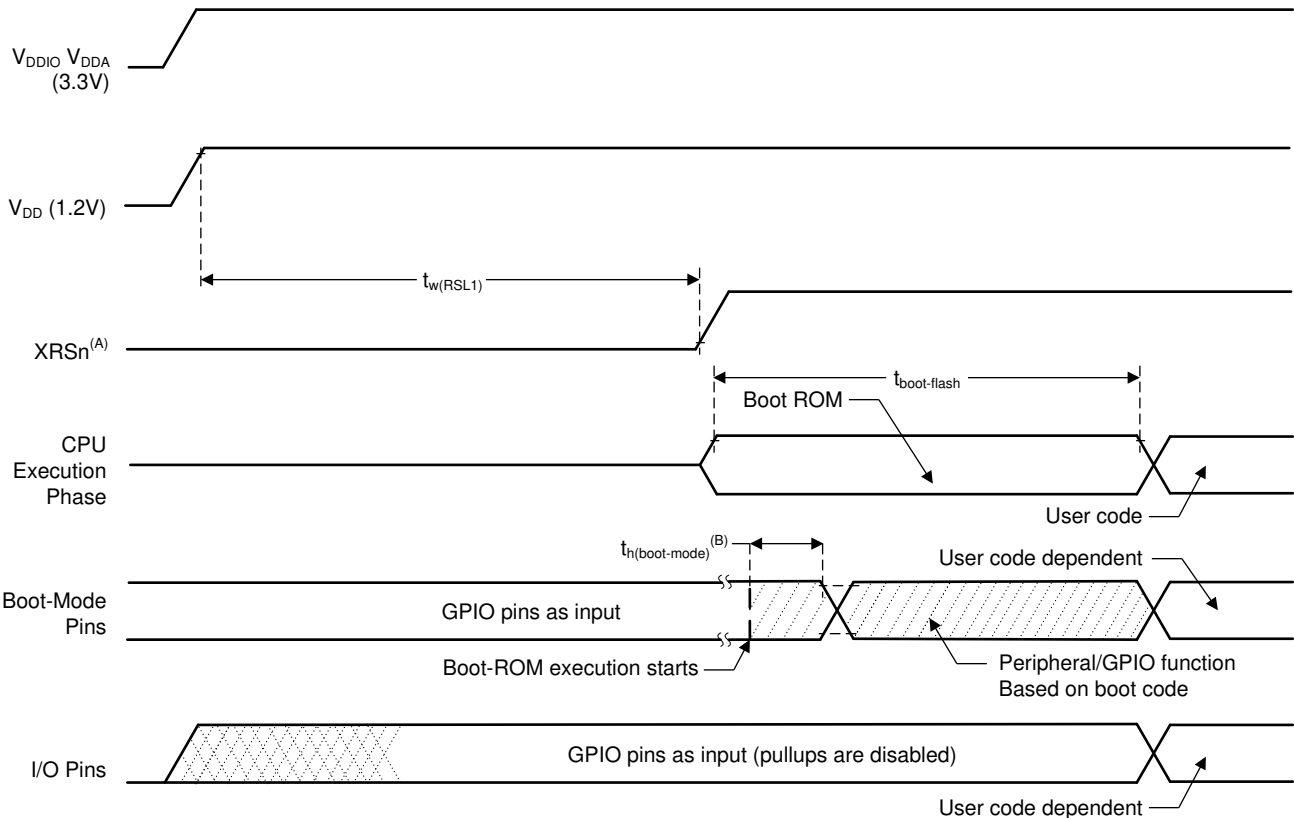 VDDIO VDDA
(3.3V)
VDD (1.2V)
tw(RSL1)
XRSn(A)
tboot-flash
Boot ROM
CPU
Execution
Phase
User code
th(boot-mode)(B)
User code dependent
Boot-Mode
Pins
GPIO pins as input
Boot-ROM execution starts
Peripheral/GPIO function
Based on boot code
I/O Pins
GPIO pins as input (pullups are disabled)
User code dependent